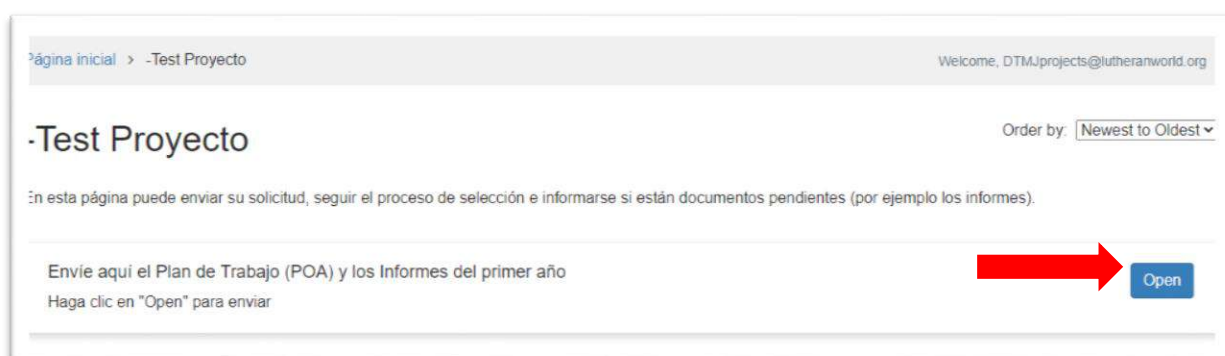 Página inicial > -Test Proyecto
Welcome, DTMJprojects@lutheranworld.org
-Test Proyecto
Order by: Newest to Oldest
En esta página puede enviar su solicitud, seguir el proceso de selección e informarse si están documentos pendientes (por ejemplo los informes).
Envíe aquí el Plan de Trabajo (POA) y los Informes del primer año
Open
Haga clic en "Open" para enviar